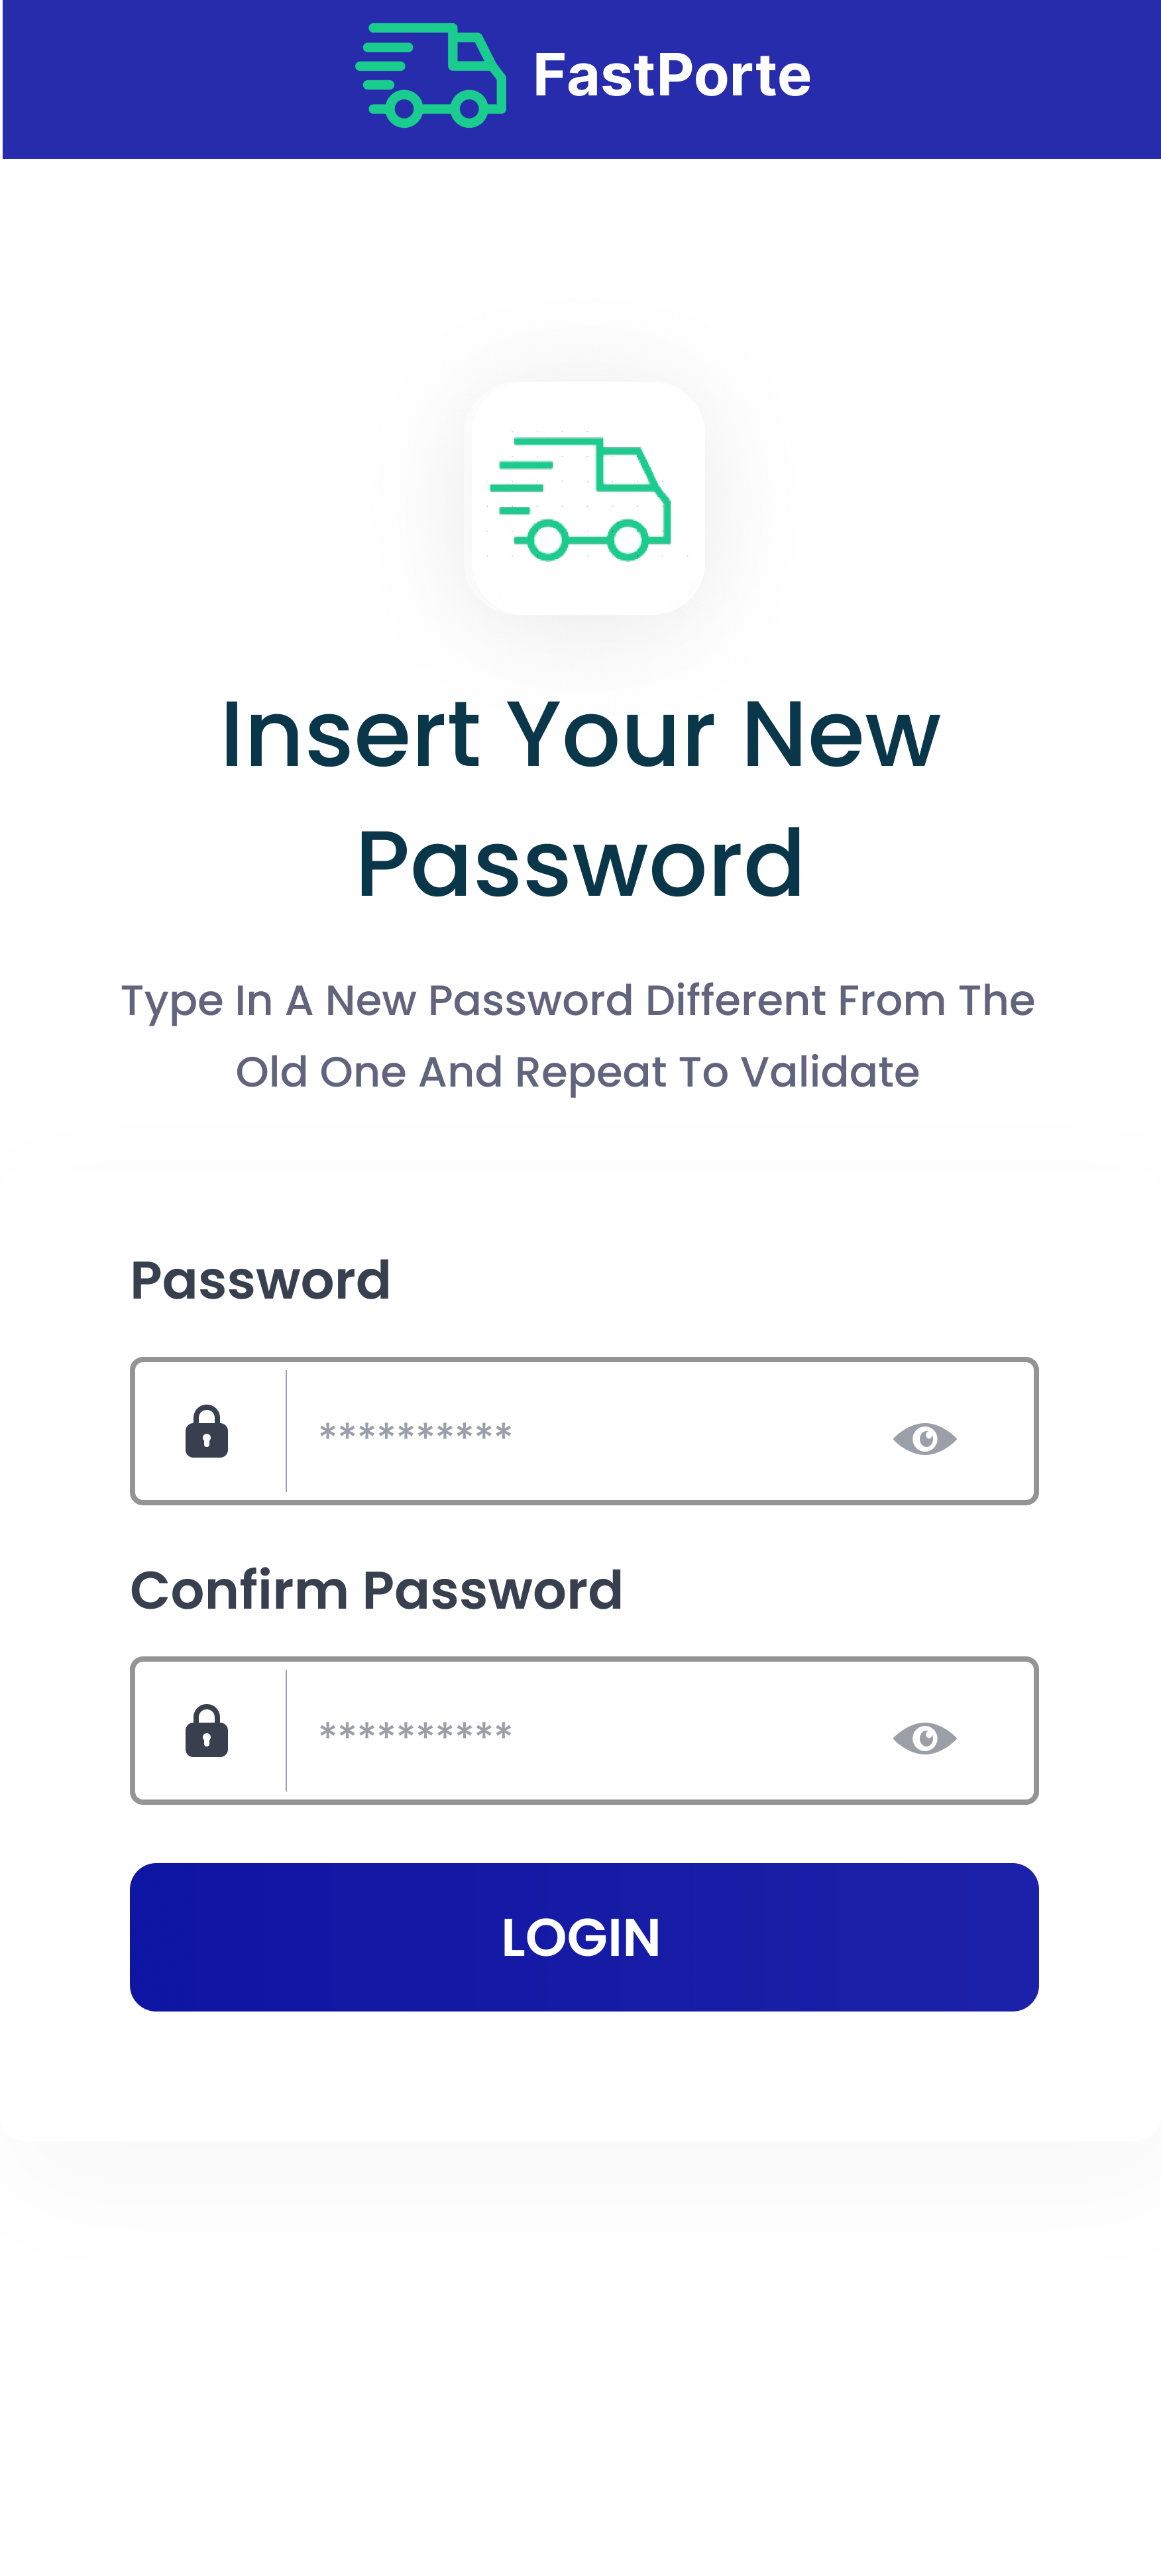 FastPorte
Insert Your New
Password
Type In A New Password Different From The
Old One And Repeat To Validate
Password
**********
Confirm Password
**********
LOGIN